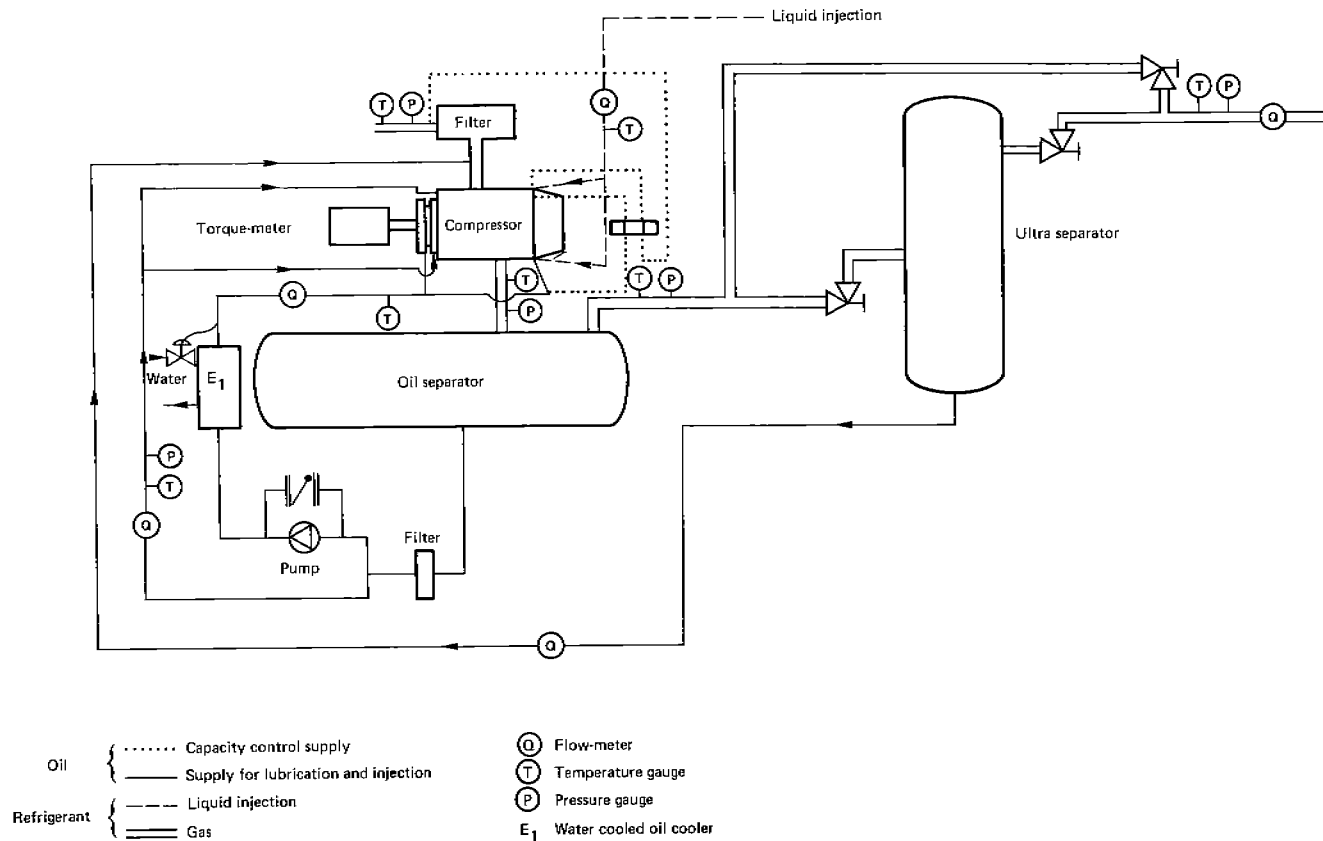 Liquid injection
Q
T
P
T
P
Filter
Q
Q
T
Torque-meter
Compressor
Ultra separator
T
T
P
Q
P
T
Water
E1
Oil separator
P
T
Q
Filter
Pump
Q
Oil
Capacity control supply
Supply for lubrication and injection
Refrigerant
Liquid injection
Gas
Q Flow-meter
T Temperature gauge
P Pressure gauge
E1 Water cooled oil cooler